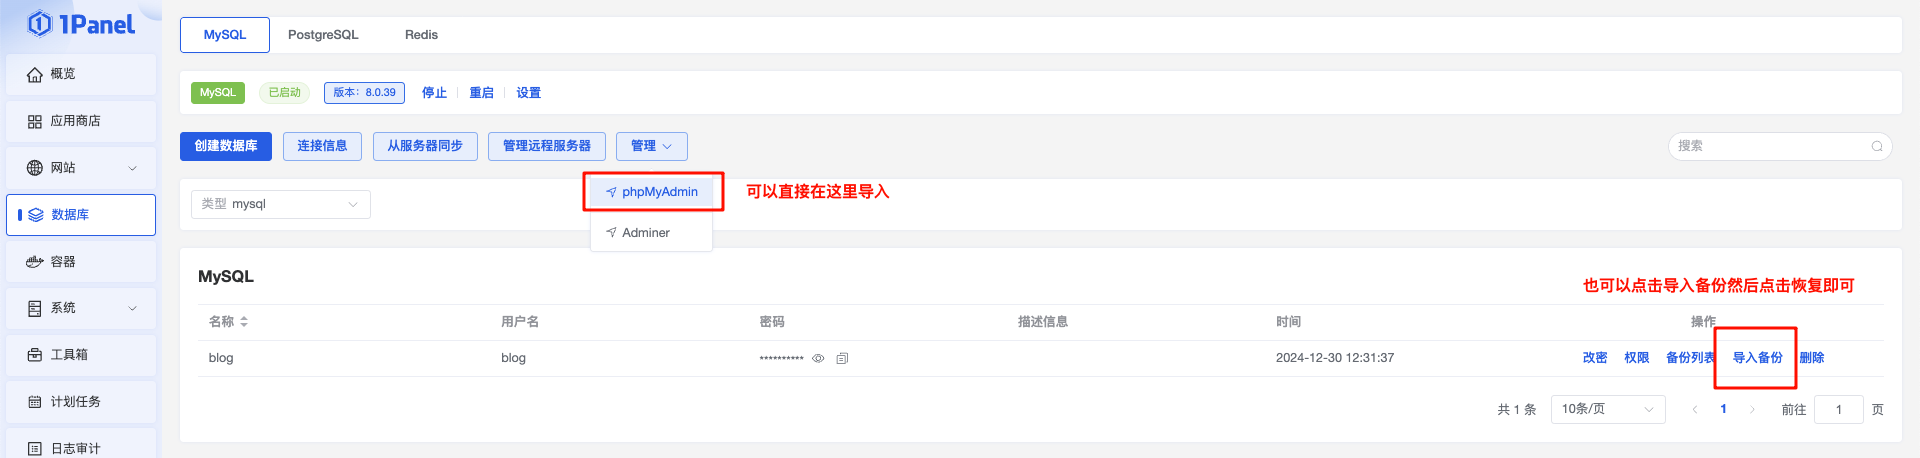 1Panel
概览
应用商店
网站
数据库
容器
系统
工具箱
计划任务
日志审计
MySQL PostgreSQL Redis
MySQL 已启动 版本：8.0.39 停止 重启 设置
创建数据库 连接信息 从服务器同步 管理远程服务器 管理 搜索
类型 mysql
phpMyAdmin 可以直接在这里导入
Adminer
MySQL
也可以点击导入备份然后点击恢复即可
名称 用户名 密码 描述信息 时间 操作
blog blog ********** 2024-12-30 12:31:37 改密 权限 备份列表 导入备份 删除
共 1 条 10条/页 1 前往 1 页